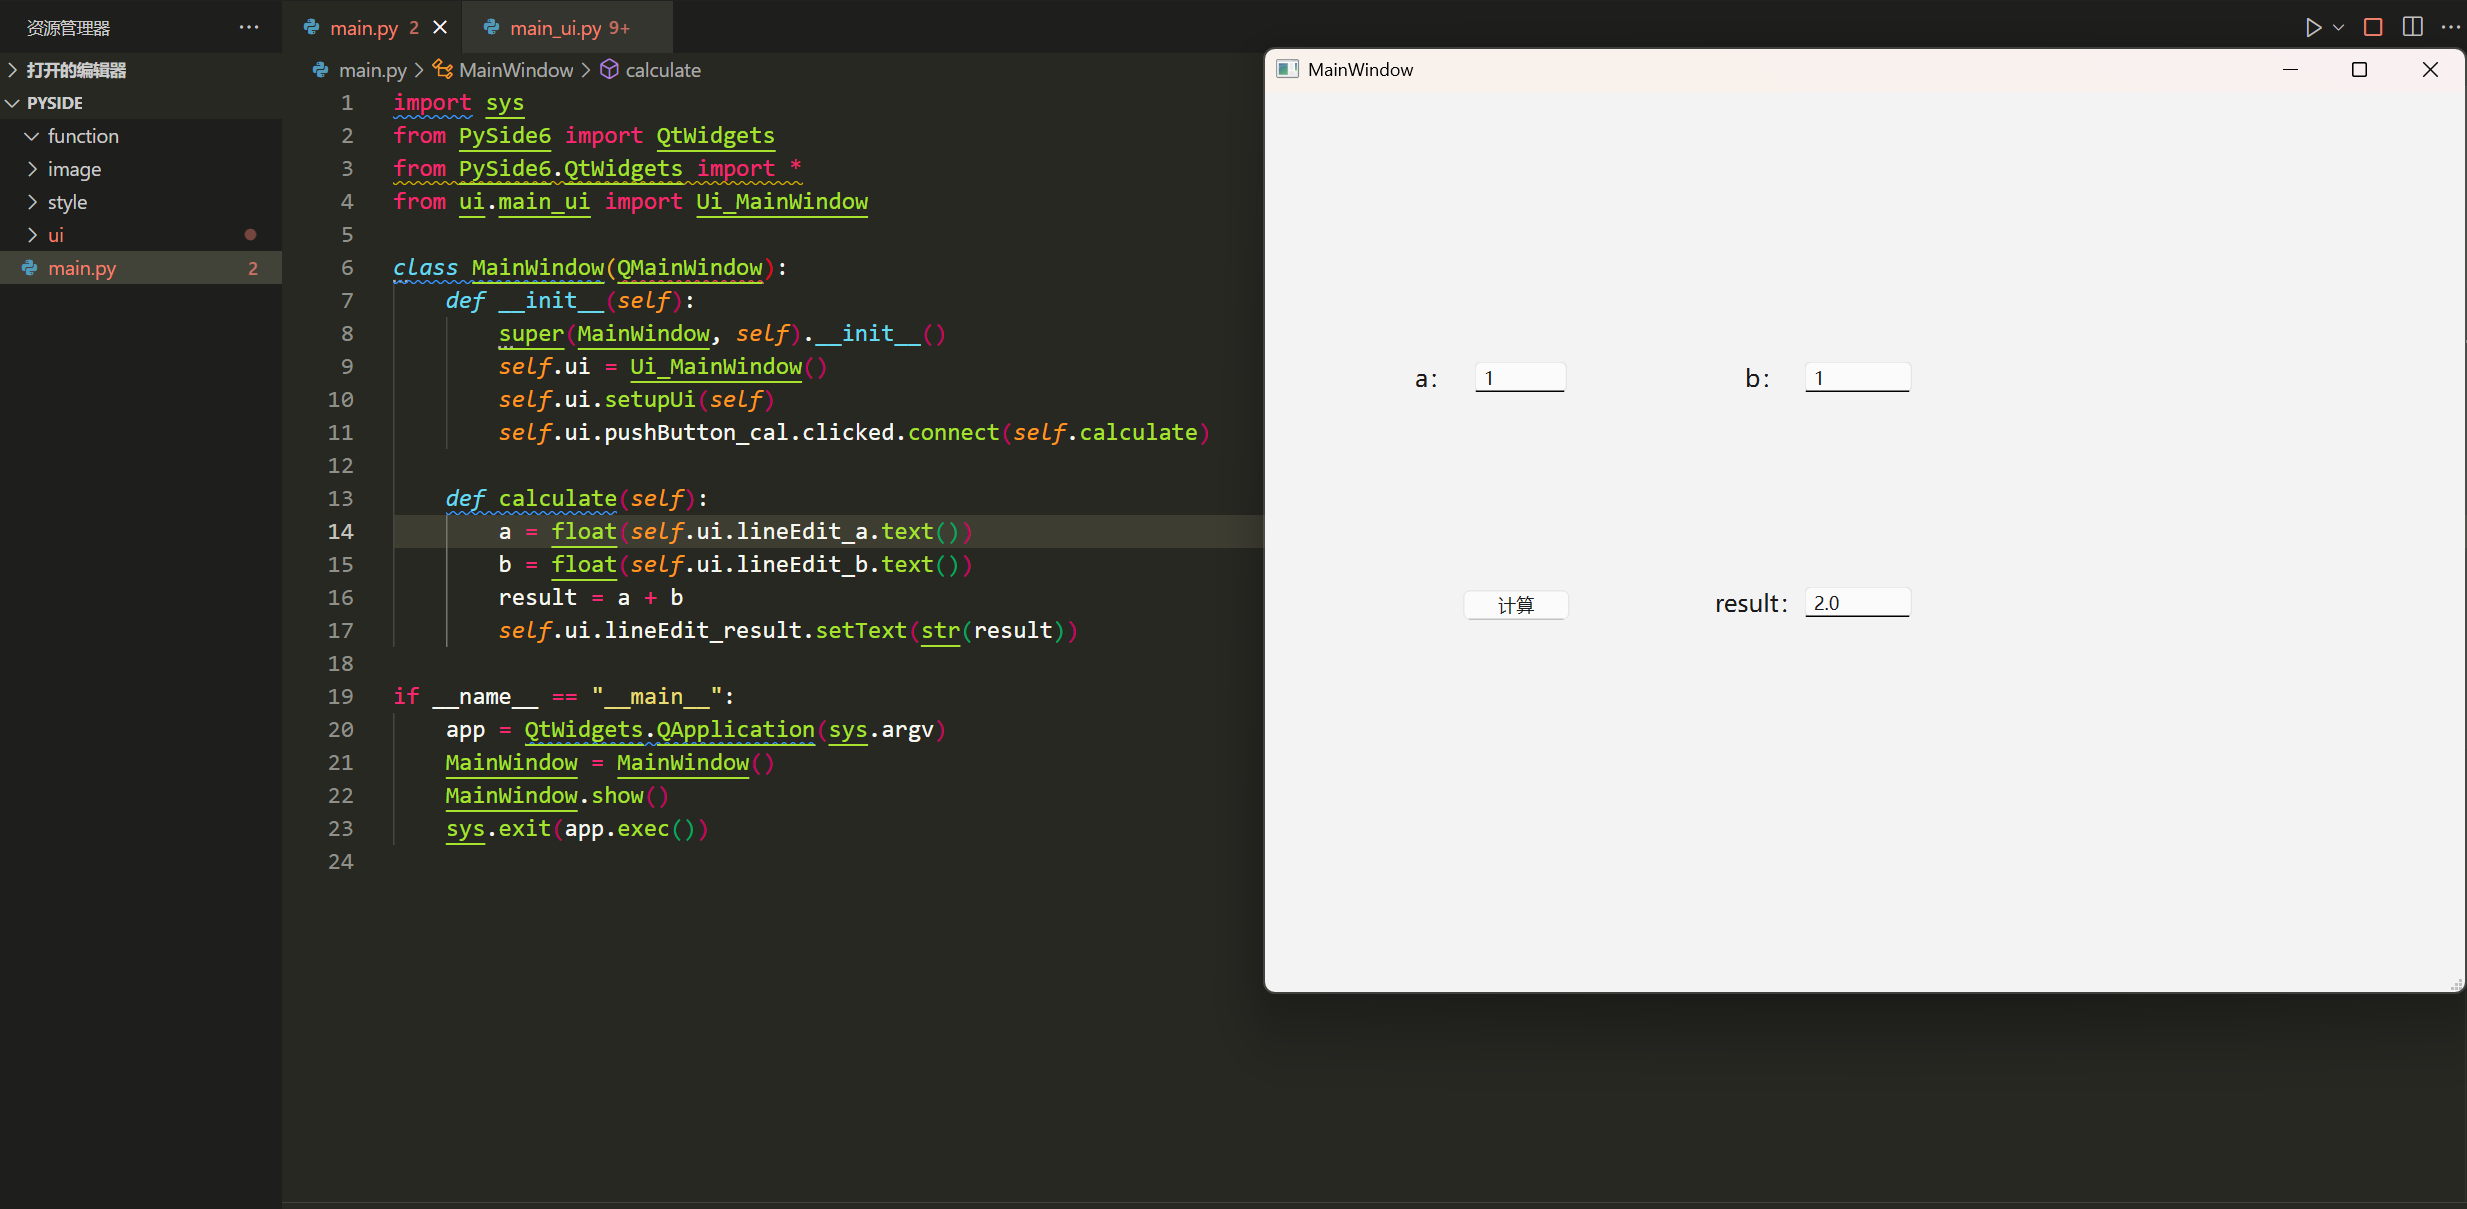 资源管理器
打开的编辑器
PYSIDE
function
image
style
ui
main.py 2
main.py 2
main_ui.py 9+
main.py > MainWindow > calculate
1 import sys
2 from PySide6 import QtWidgets
3 from PySide6.QtWidgets import *
4 from ui.main_ui import Ui_MainWindow
5
6 class MainWindow(QMainWindow):
7 def __init__(self):
8 super(MainWindow, self).__init__()
9 self.ui = Ui_MainWindow()
10 self.ui.setupUi(self)
11 self.ui.pushButton_cal.clicked.connect(self.calculate)
12
13 def calculate(self):
14 a = float(self.ui.lineEdit_a.text())
15 b = float(self.ui.lineEdit_b.text())
16 result = a + b
17 self.ui.lineEdit_result.setText(str(result))
18
19 if __name__ == "__main__":
20 app = QtWidgets.QApplication(sys.argv)
21 MainWindow = MainWindow()
22 MainWindow.show()
23 sys.exit(app.exec())
24
MainWindow
a: 1 b: 1
计算 result: 2.0